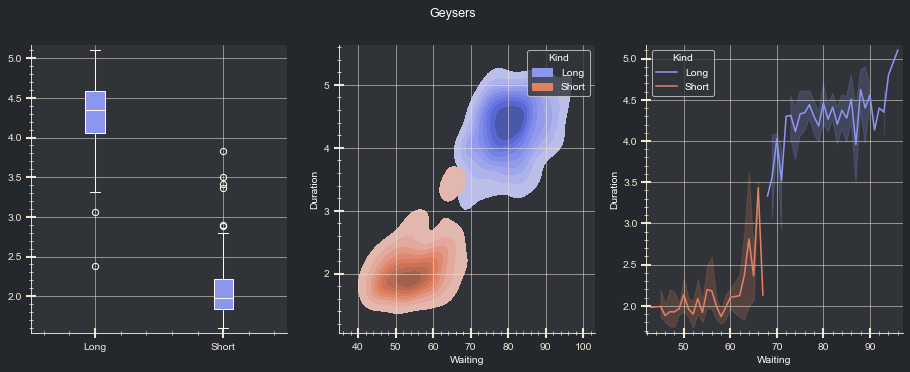 Geysers
5.0
4.5
4.0
3.5
3.0
2.5
2.0
Long Short
Duration
5
4
3
2
Kind
Long
Short
40 50 60 70 80 90 100
Waiting
Duration
5.0
4.5
4.0
3.5
3.0
2.5
2.0
Kind
Long
Short
50 60 70 80 90
Waiting